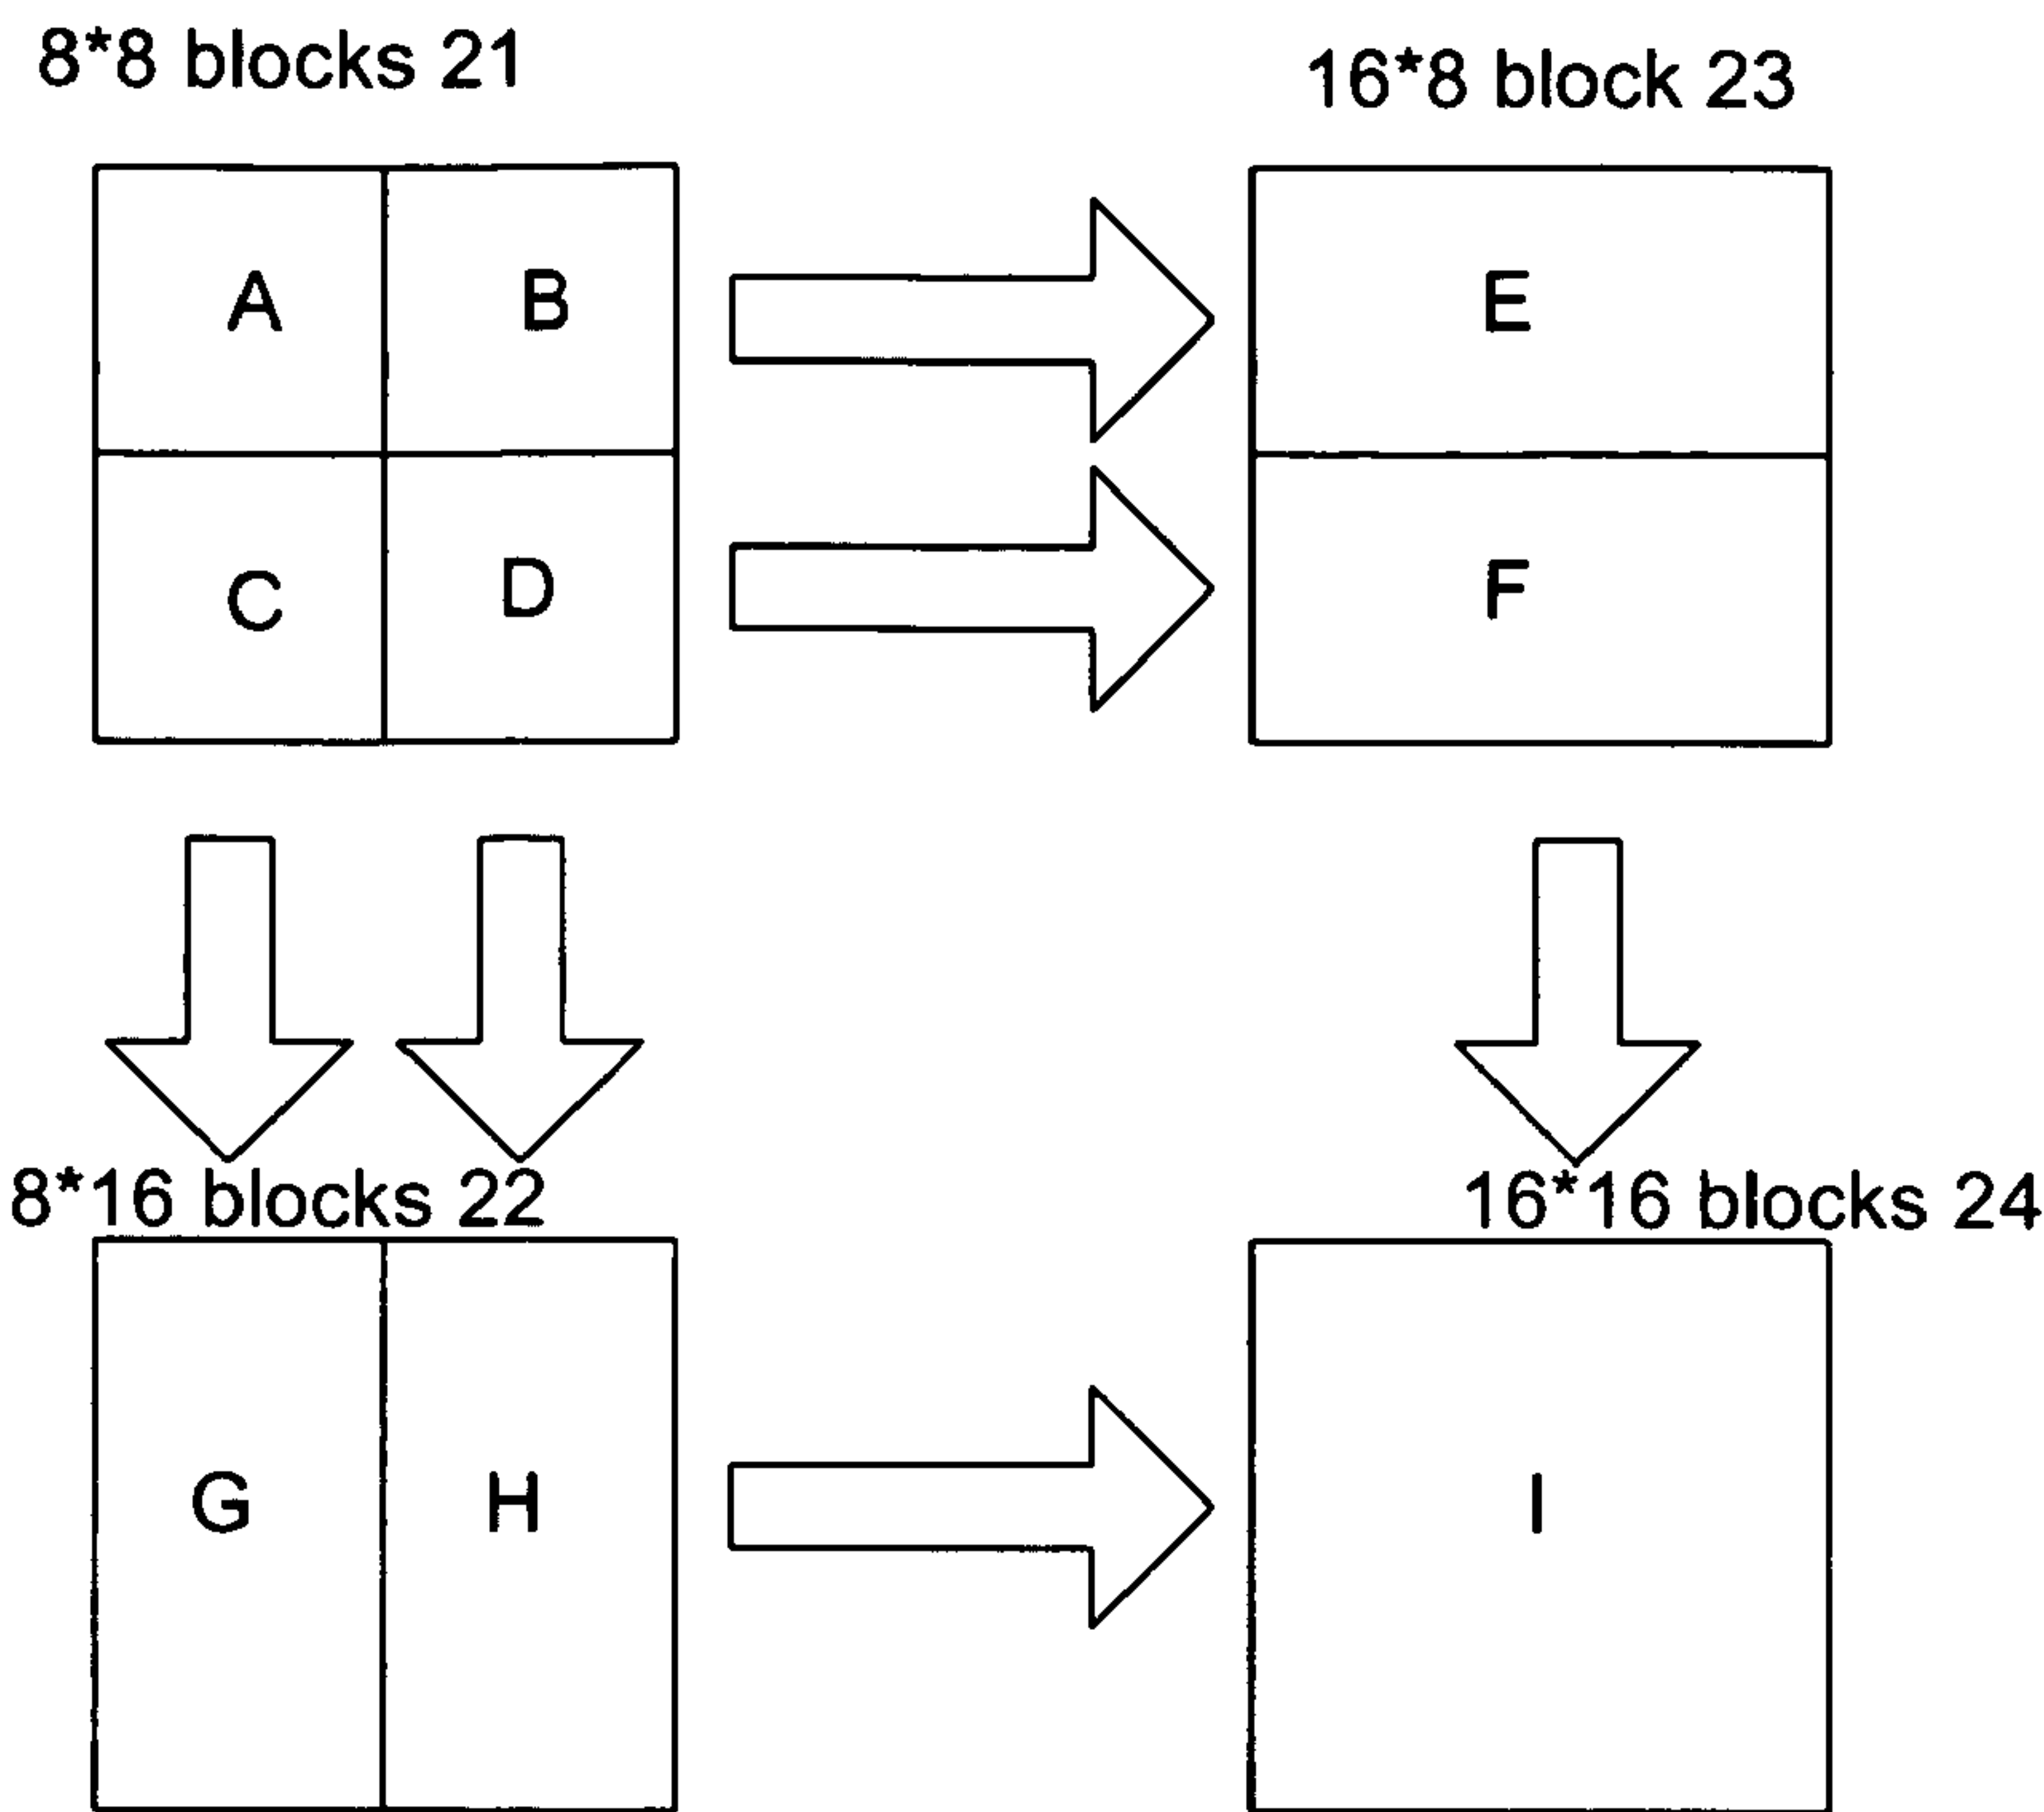 8*8 blocks 21
16*8 block 23
A B
E
C D
F
8*16 blocks 22
16*16 blocks 24
G H
I